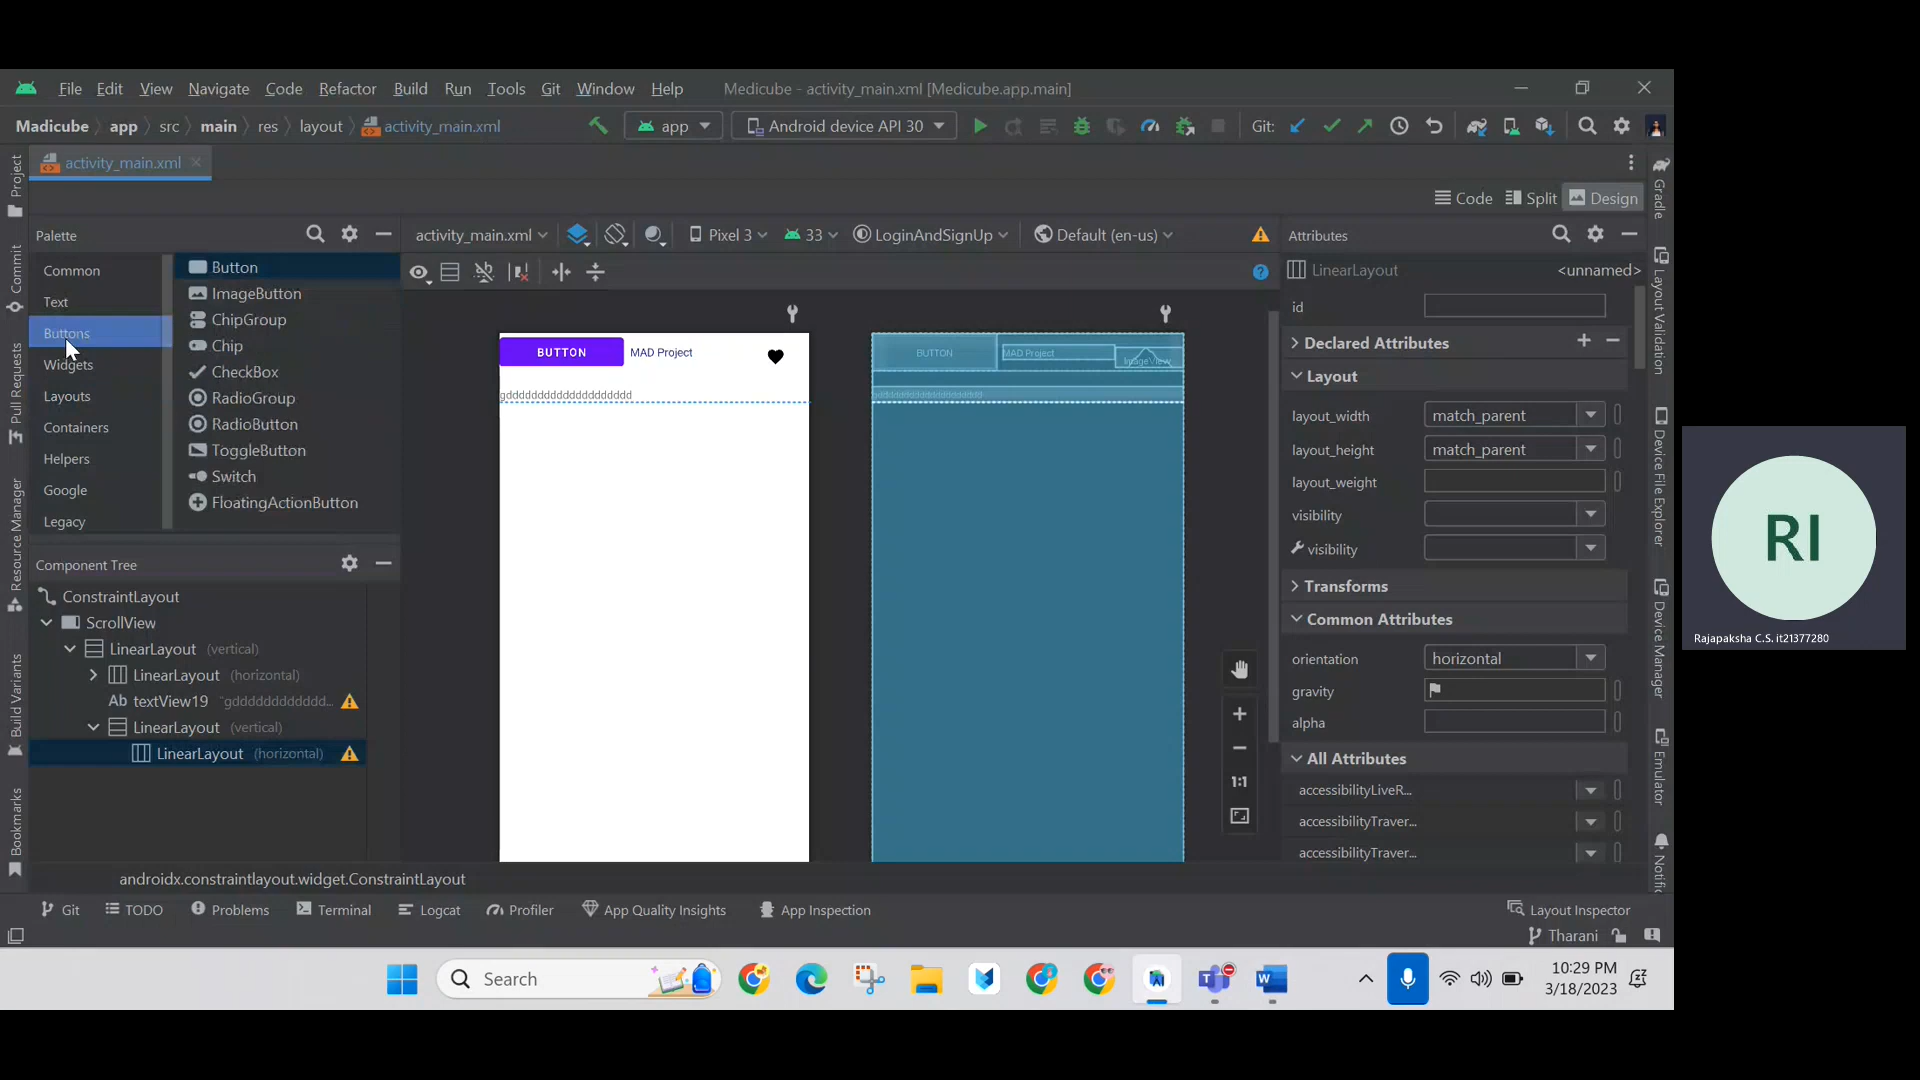 File Edit View Navigate Code Refactor Build Run Tools Git Window Help Medicube - activity_main.xml [Medicube.app.main]
Madicube app src main res layout activity_main.xml app Android device API 30 Git:
activity_main.xml
Code Split Design
Palette activity_main.xml Pixel 3 33 LoginAndSignUp Default (en-us) Attributes
Common
Text
Buttons
Widgets
Layouts
Containers
Helpers
Google
Legacy
Button
ImageButton
ChipGroup
Chip
CheckBox
RadioGroup
RadioButton
ToggleButton
Switch
FloatingActionButton
Component Tree
ConstraintLayout
ScrollView
LinearLayout (vertical)
LinearLayout (horizontal)
Ab textView19
LinearLayout (vertical)
LinearLayout (horizontal)
BUTTON MAD Project
BUTTON MAD Project ImageView
1:1
LinearLayout <unnamed>
id
Declared Attributes
Layout
layout_width match_parent
layout_height match_parent
layout_weight
visibility
visibility
Transforms
Common Attributes
orientation horizontal
gravity
alpha
All Attributes
accessibilityLiveR...
accessibilityTraver...
accessibilityTraver...
androidx.constraintlayout.widget.ConstraintLayout
Git TODO Problems Terminal Logcat Profiler App Quality Insights App Inspection Layout Inspector
Tharani
Project
Commit
Pull Requests
Resource Manager
Build Variants
Bookmarks
Gradle
Layout Validation
Device File Explorer
Device Manager
Emulator
Notific
RI
Rajapaksha C.S. it21377280
Search
10:29 PM
3/18/2023